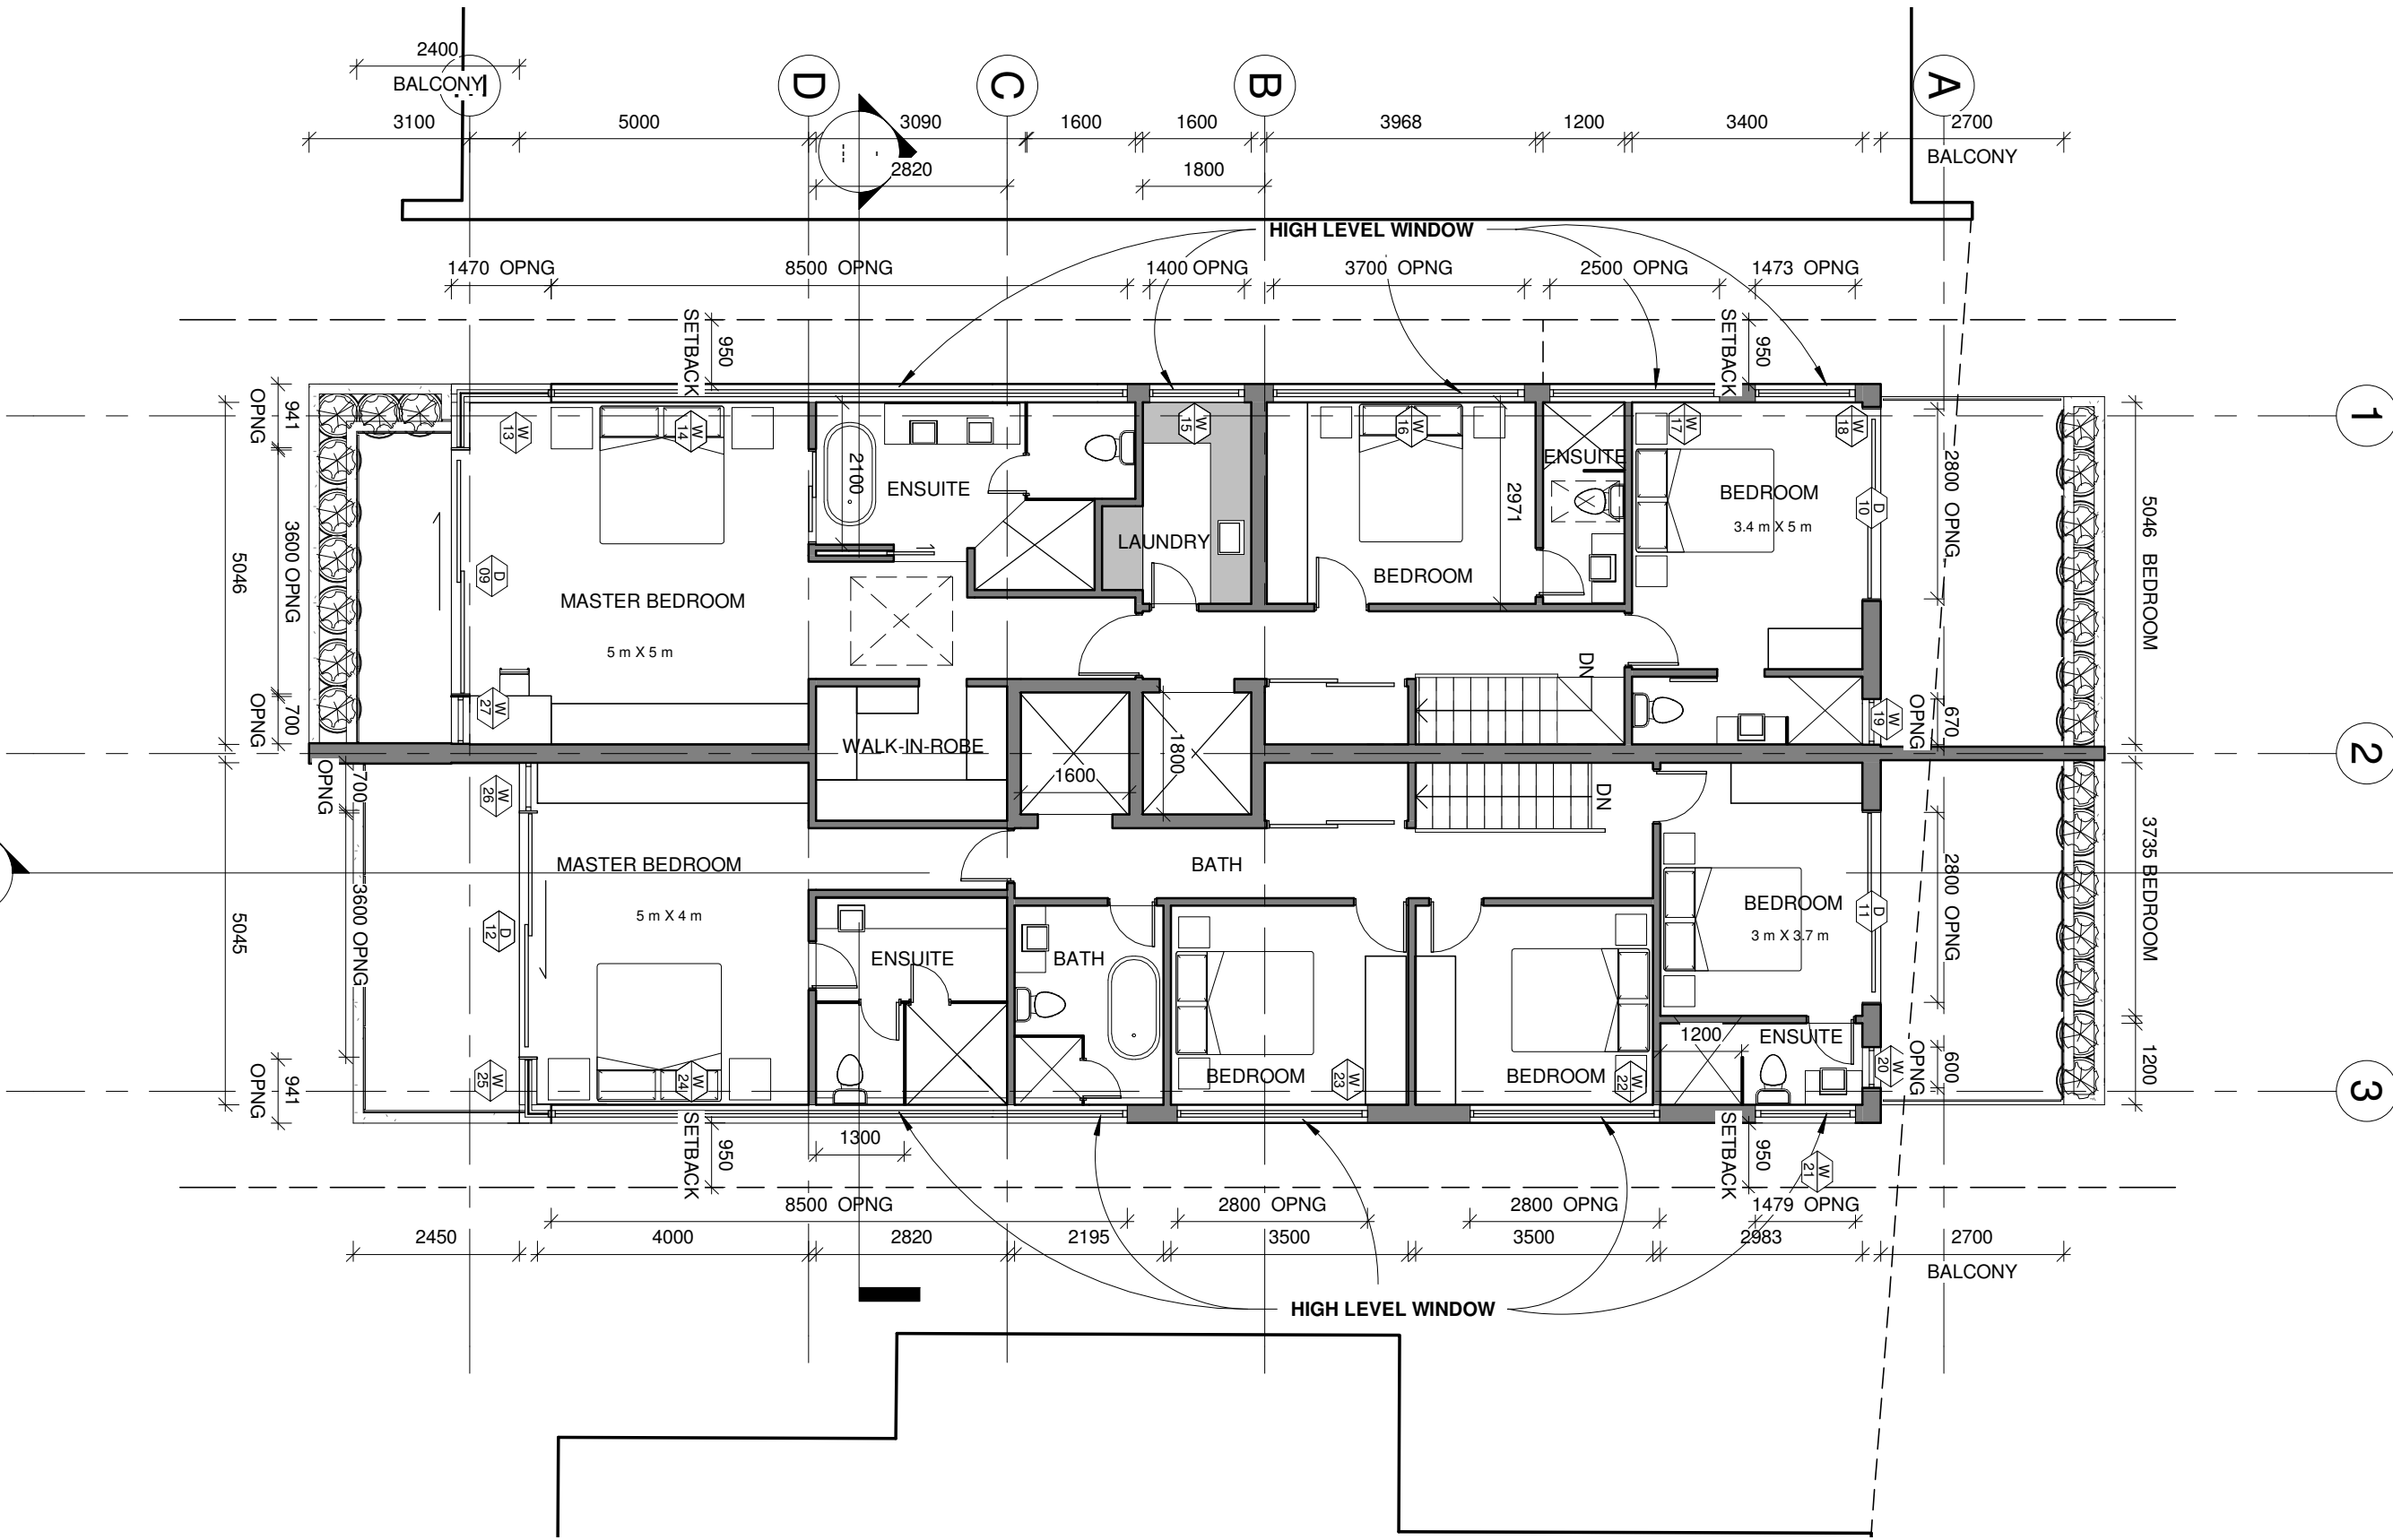 2400
BALCONY
D
C
B
A
3100
5000
3090
1600
1600
3968
1200
3400
2700
BALCONY
2820
1800
HIGH LEVEL WINDOW
1470 OPNG
8500 OPNG
1400 OPNG
3700 OPNG
2500 OPNG
1473 OPNG
SETBACK
950
SETBACK
950
1
941
OPNG
W
13
W
14
2100
ENSUITE
W
15
W
16
2971
ENSUITE
W
17
W
18
2800 OPNG
BEDROOM
3.4 m X 5 m
D
10
5046 BEDROOM
3600 OPNG
5046
D
09
LAUNDRY
BEDROOM
MASTER BEDROOM
5 m X 5 m
DN
700
OPNG
W
27
WALK-IN-ROBE
1800
1600
W
19
670
OPNG
2
700
OPNG
W
26
DN
MASTER BEDROOM
BATH
5 m X 4 m
3600 OPNG
5045
D
12
ENSUITE
BATH
BEDROOM
3 m X 3.7 m
D
11
2800 OPNG
3735 BEDROOM
1200
ENSUITE
941
OPNG
W
25
W
24
BEDROOM
W
23
BEDROOM
W
22
W
20
600
OPNG
1200
3
SETBACK
950
1300
SETBACK
950
W
21
8500 OPNG
2800 OPNG
2800 OPNG
1479 OPNG
2450
4000
2820
2195
3500
3500
2983
2700
BALCONY
HIGH LEVEL WINDOW